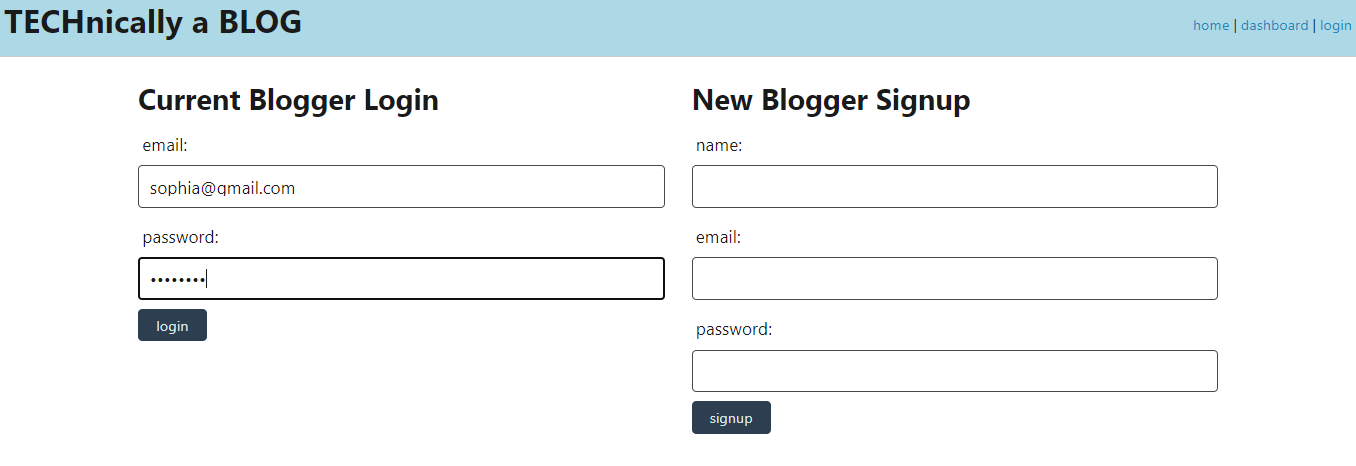 TECHnically a BLOG
home | dashboard | login
Current Blogger Login
email:
sophia@gmail.com
password:
••••••••
login
New Blogger Signup
name:
email:
password:
signup